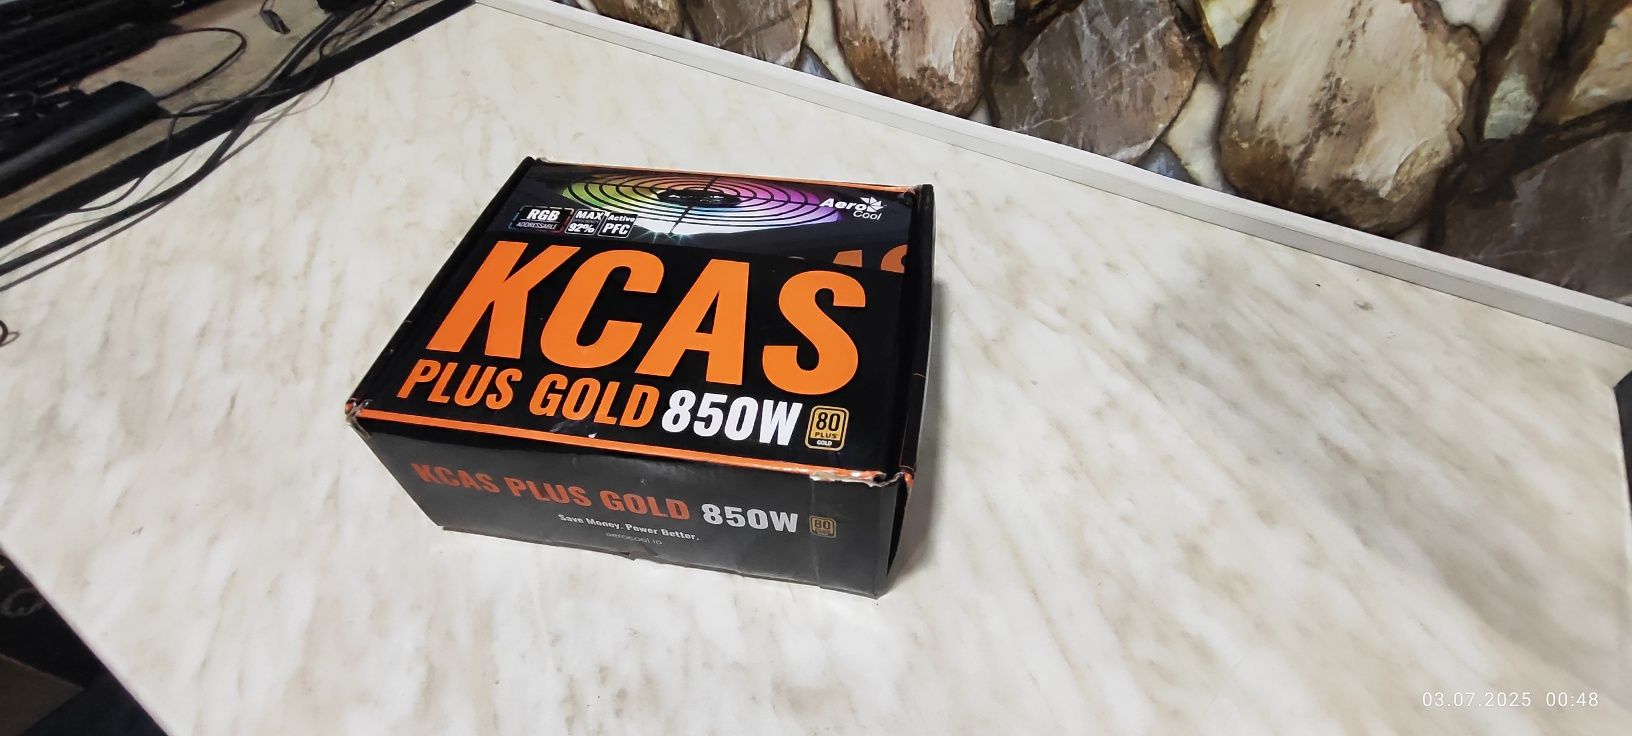 RGB
ADDRESSABLE
MAX
92%
Active
PFC
Aero
Cool
KCAS
PLUS GOLD 850W
80
PLUS
GOLD
KCAS PLUS GOLD 850W
80
Save Money. Power Better.
aerocool.io
03.07.2025 00:48